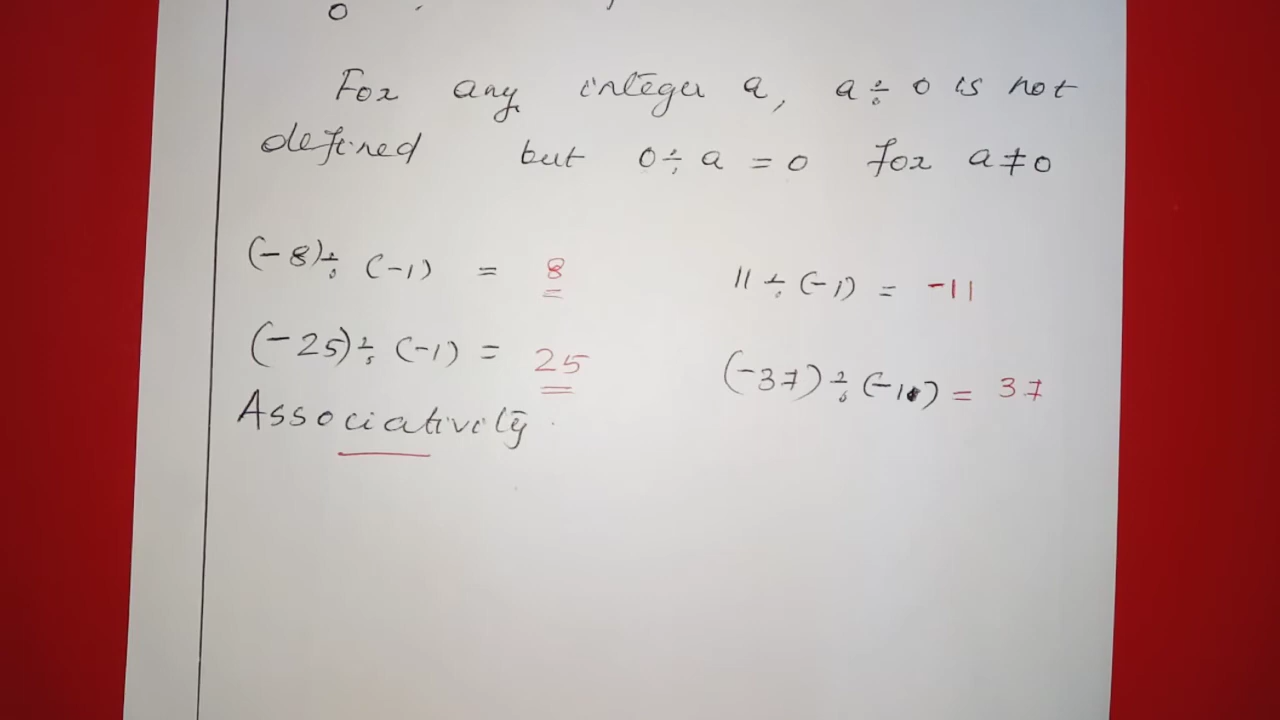 0
For any integer a, a ÷ 0 is not
defined but 0 ÷ a = 0 for a ≠ 0
(-8) ÷ (-1) = 8
11 ÷ (-1) = -11
(-25) ÷ (-1) = 25
(-37) ÷ (-1) = 37
Associativity